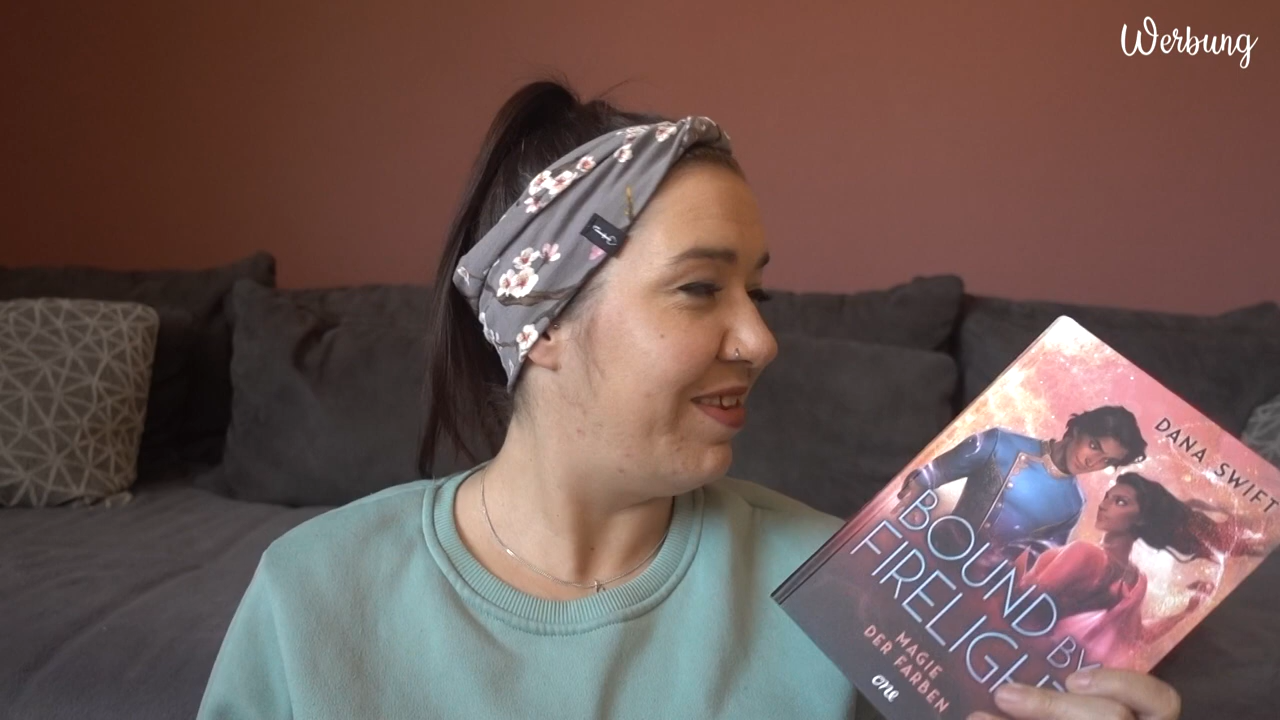 Werbung
DANA SWIFT
BOUND BY
FIRELIGHT
MAGIE
DER FARBEN
one